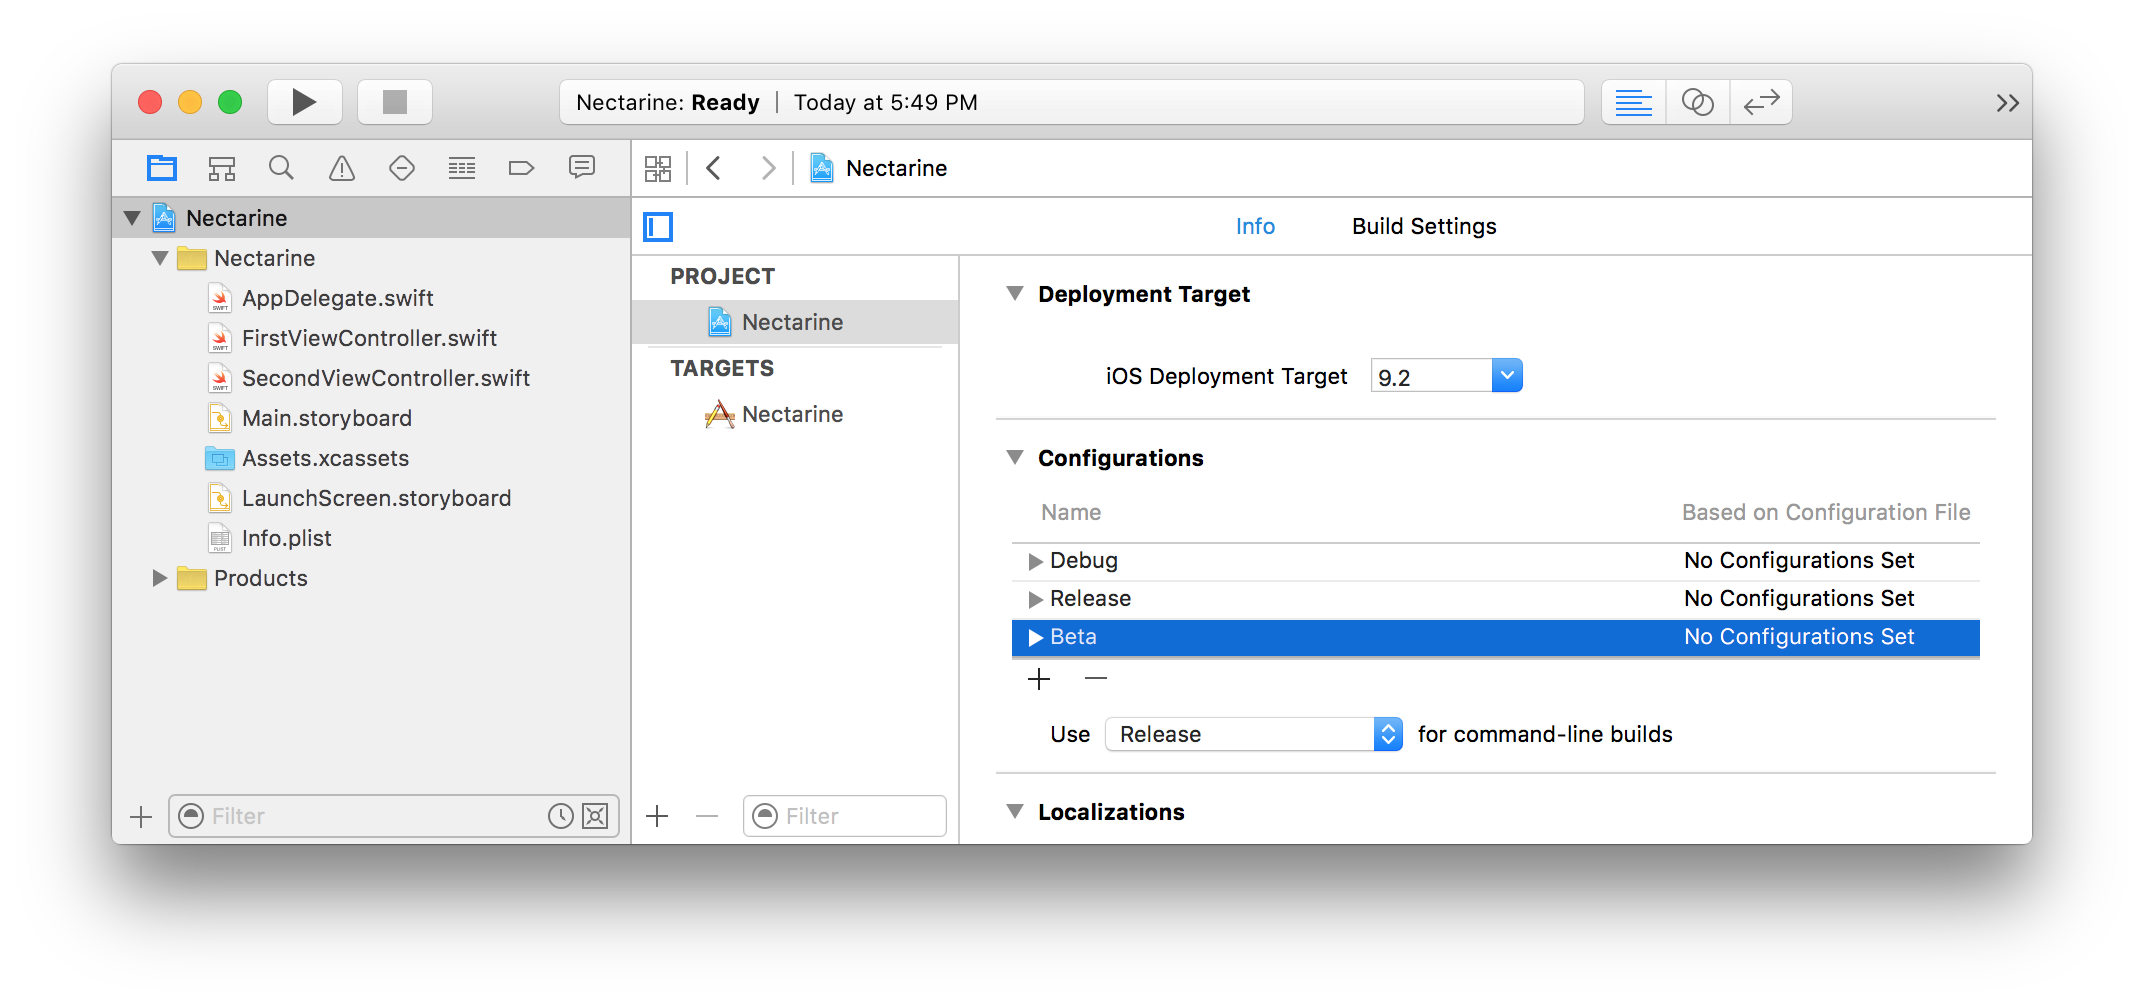 Nectarine: Ready | Today at 5:49 PM
Nectarine
Nectarine
Nectarine
AppDelegate.swift
FirstViewController.swift
SecondViewController.swift
Main.storyboard
Assets.xcassets
LaunchScreen.storyboard
Info.plist
Products
Filter
Info Build Settings
PROJECT
Nectarine
TARGETS
Nectarine
Filter
Deployment Target
iOS Deployment Target 9.2
Configurations
Name Based on Configuration File
Debug No Configurations Set
Release No Configurations Set
Beta No Configurations Set
Use Release for command-line builds
Localizations